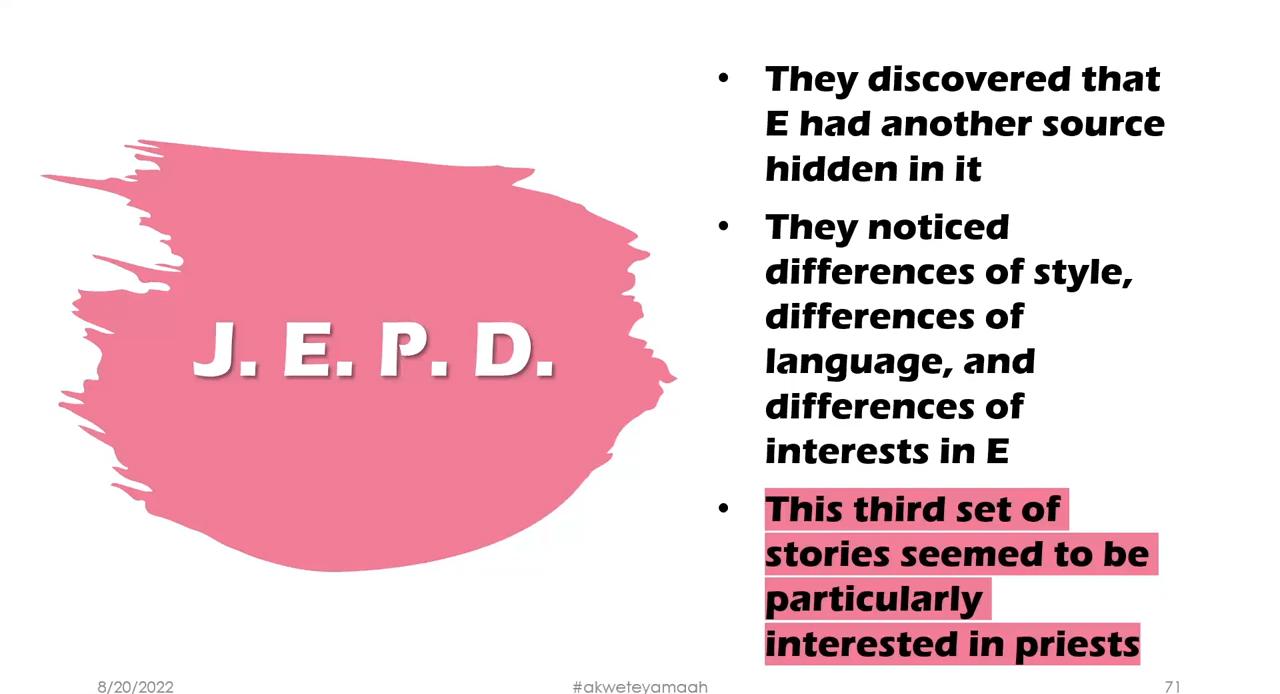 J. E. P. D.
• They discovered that
E had another source
hidden in it
• They noticed
differences of style,
differences of
language, and
differences of
interests in E
• This third set of
stories seemed to be
particularly
interested in priests
8/20/2022
#akweteyamaah
71